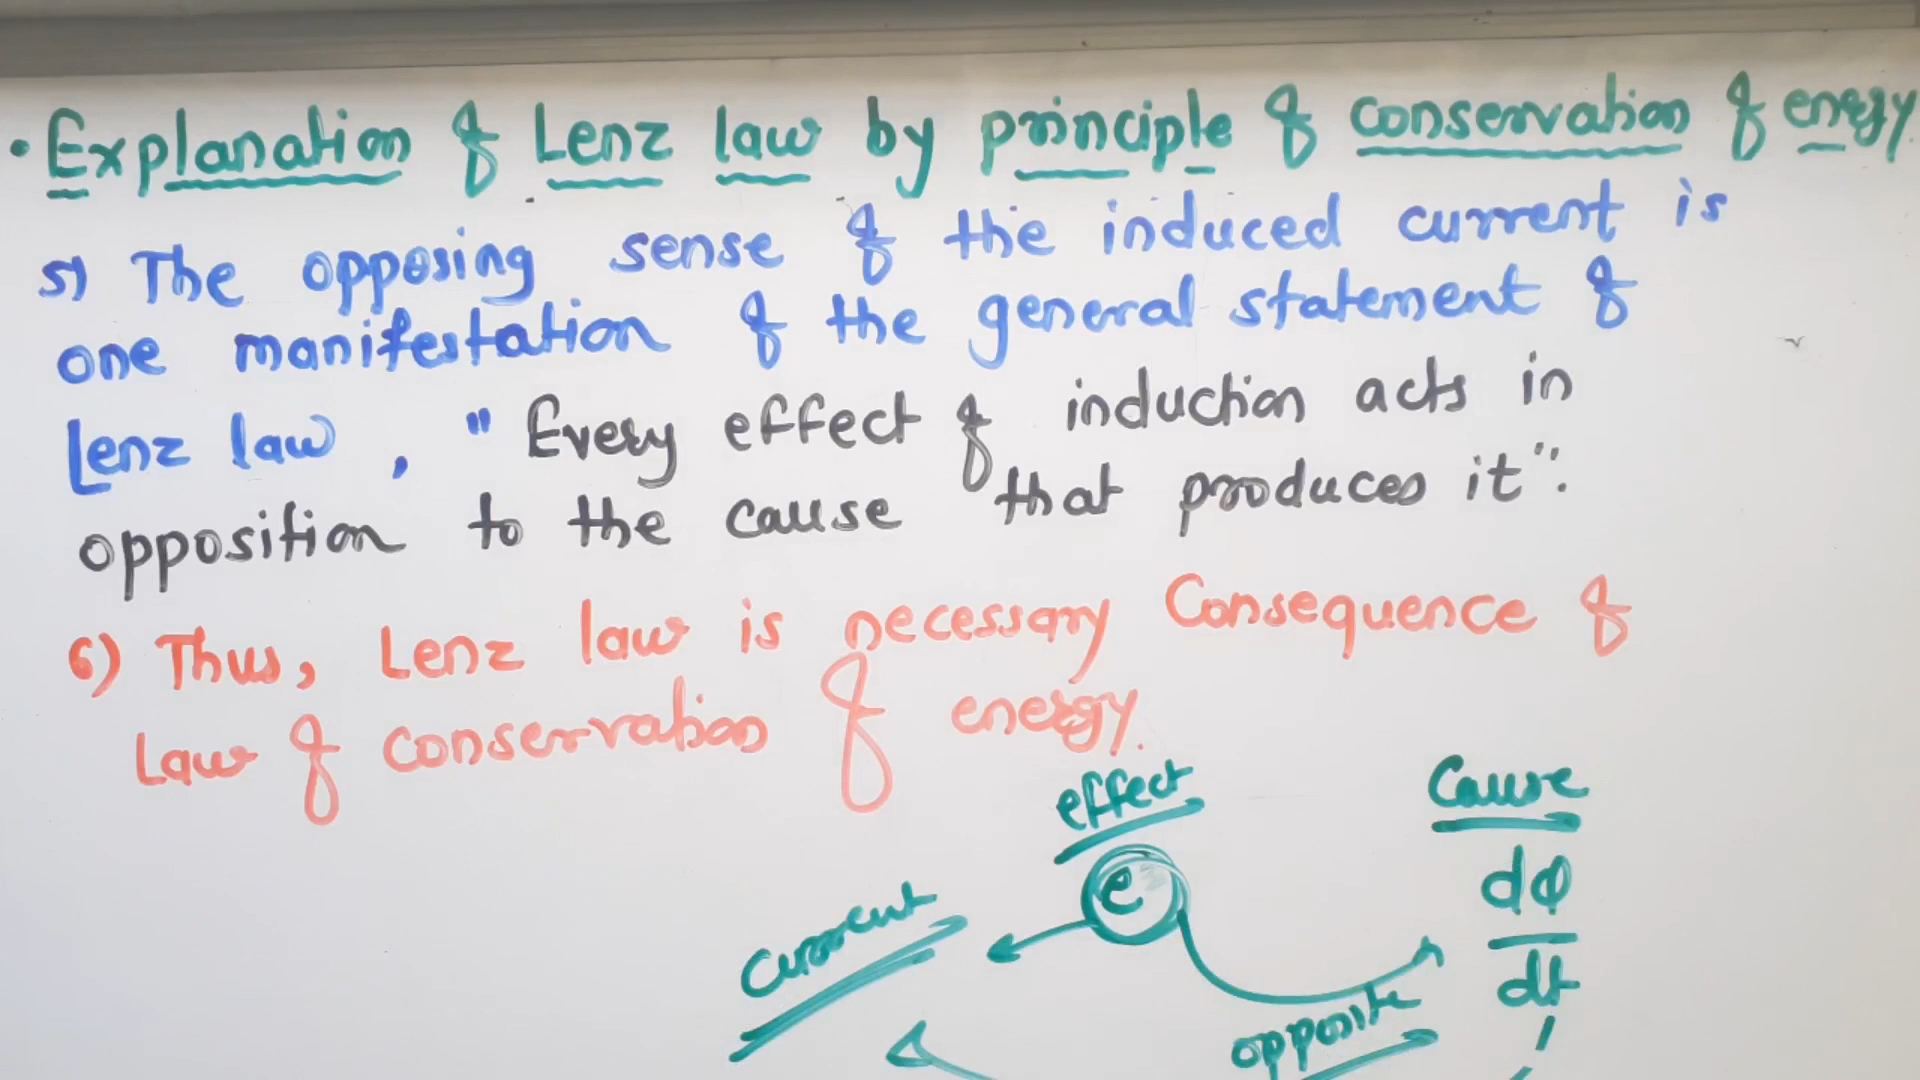 • Explanation of Lenz law by principle of conservation of energy.
5) The opposing sense of the induced current is
one manifestation of the general statement of
Lenz law, " Every effect of induction acts in
opposition to the cause that produces it".
6) Thus, Lenz law is necessary Consequence of
Law of conservation of energy.
effect
Cause
e
dφ
dt
current
opposite